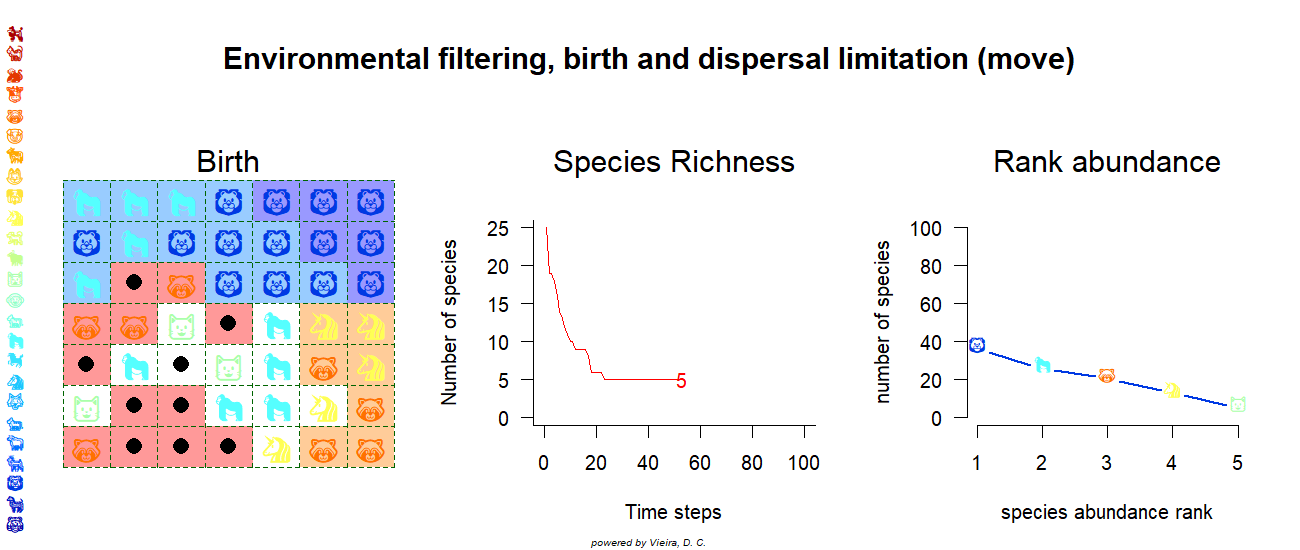 Environmental filtering, birth and dispersal limitation (move)
Birth
Species Richness
Rank abundance
Number of species
25
20
15
10
5
0
5
0 20 40 60 80 100
Time steps
number of species
100
80
60
40
20
0
1 2 3 4 5
species abundance rank
powered by Vieira, D. C.